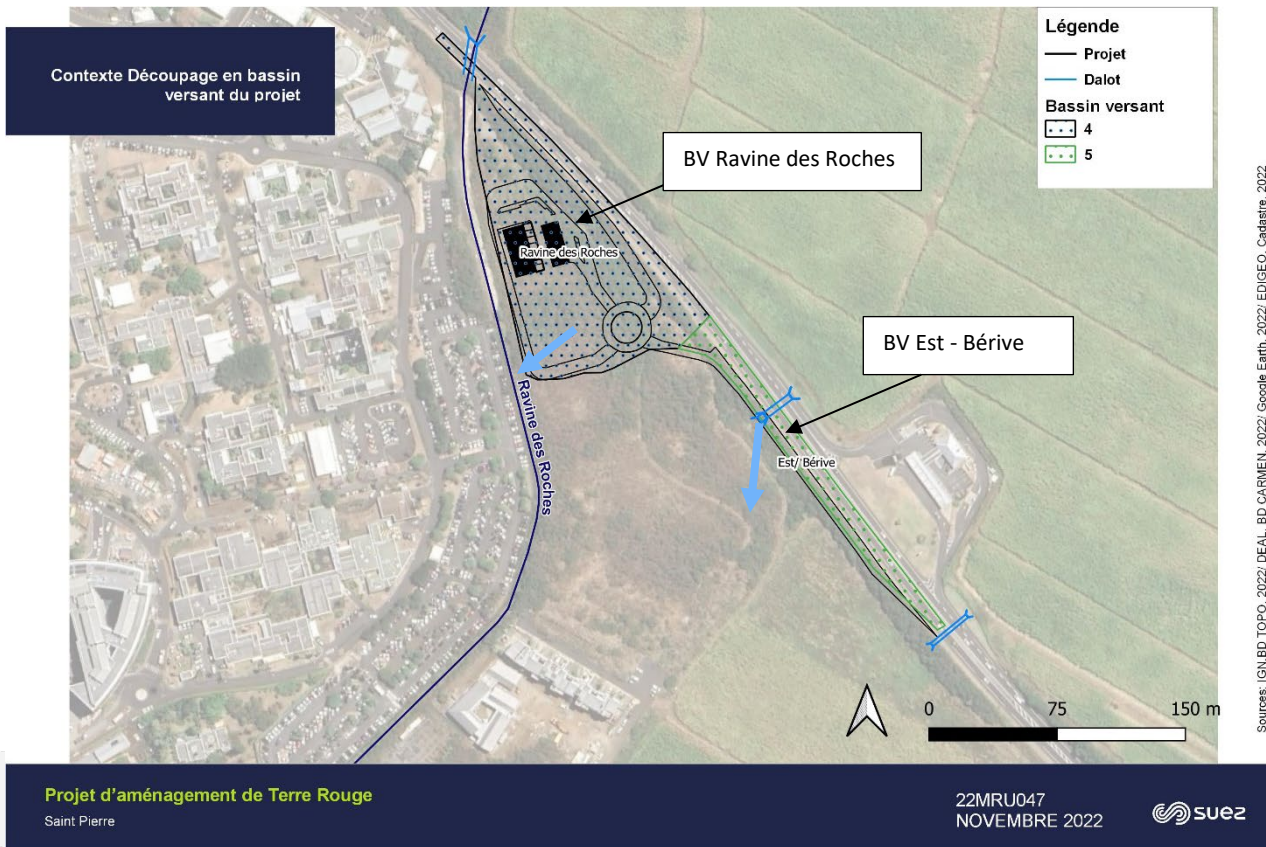 Contexte Découpage en bassin
versant du projet
Légende
Projet
Dalot
Bassin versant
4
5
BV Ravine des Roches
Ravine des Roches
BV Est - Bérive
Est/ Bérive
Ravine des Roches
0 75 150 m
Sources: IGN.BD TOPO, 2022/ DEAL, BD CARMEN, 2022/ Google Earth, 2022/ EDIGEO, Cadastre, 2022
Projet d'aménagement de Terre Rouge
Saint Pierre
22MRU047
NOVEMBRE 2022
suez